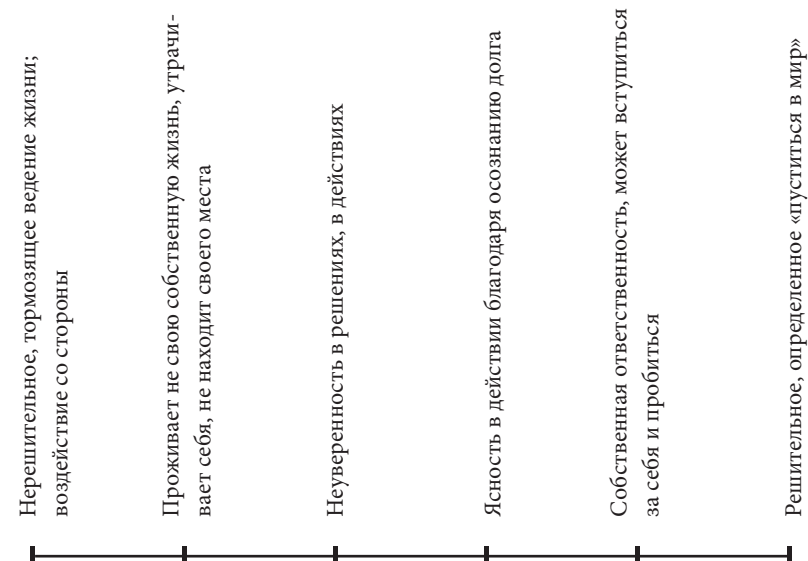 Нерешительное, тормозящее ведение жизни;
воздействие со стороны
Проживает не свою собственную жизнь, утрачи-
вает себя, не находит своего места
Неуверенность в решениях, в действиях
Ясность в действии благодаря осознанию долга
Собственная ответственность, может вступиться
за себя и пробиться
Решительное, определенное «пуститься в мир»